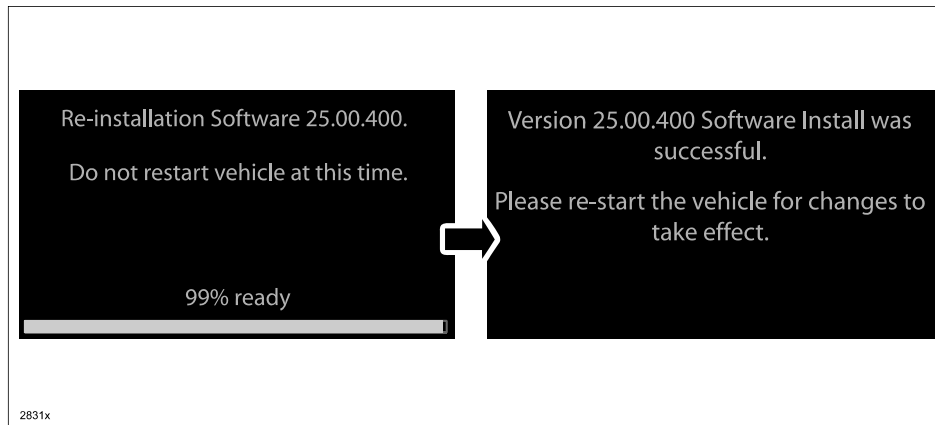 Re-installation Software 25.00.400.
Do not restart vehicle at this time.
99% ready
Version 25.00.400 Software Install was
successful.
Please re-start the vehicle for changes to
take effect.
2831x